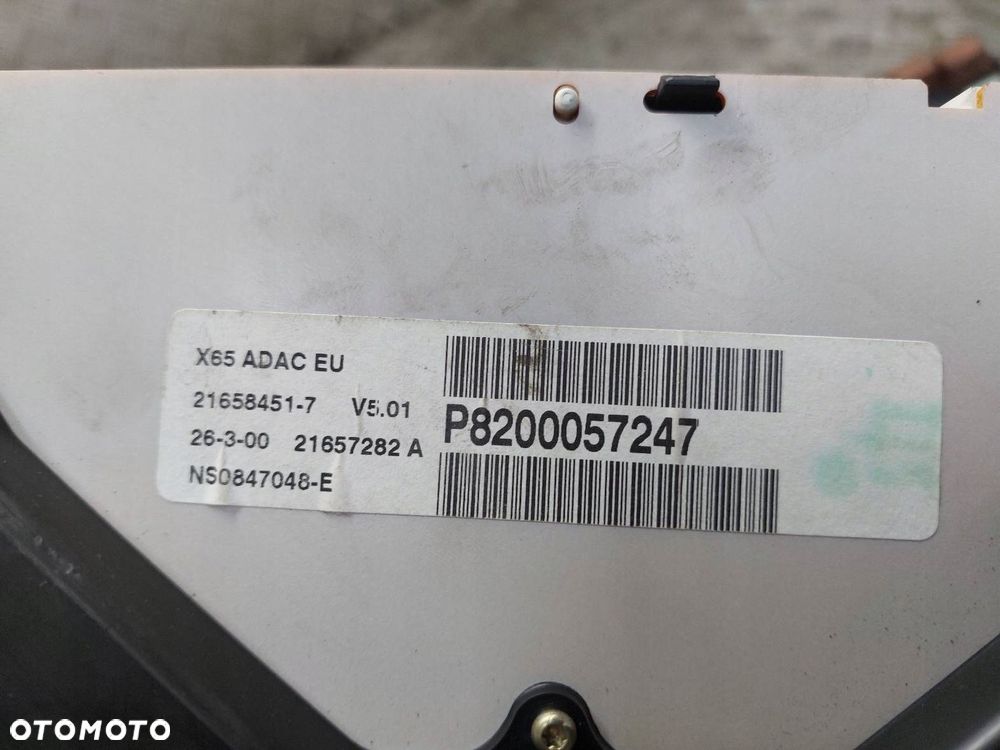 X65 ADAC EU
21658451-7 V5.01
26-3-00 21657282 A
NS0847048-E
P8200057247
OTOMOTO